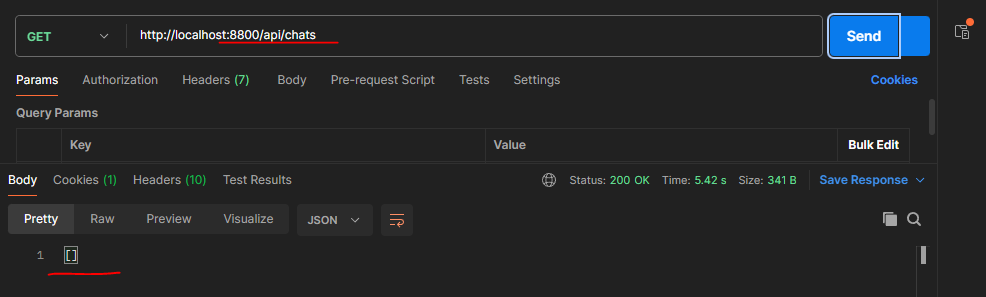 GET http://localhost:8800/api/chats Send
Params Authorization Headers (7) Body Pre-request Script Tests Settings Cookies
Query Params
Key Value Bulk Edit
Body Cookies (1) Headers (10) Test Results Status: 200 OK Time: 5.42 s Size: 341 B Save Response
Pretty Raw Preview Visualize JSON
1 []